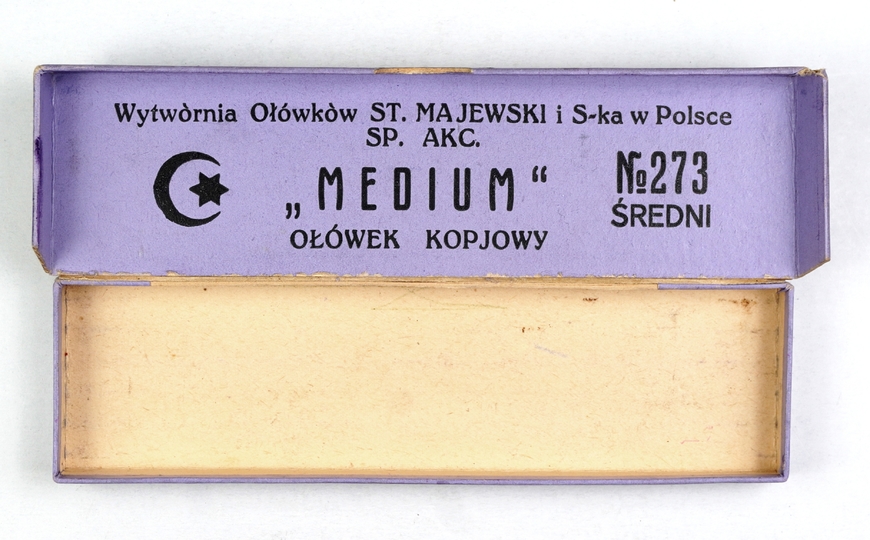 Wytwòrnia Ołówkòw ST. MAJEWSKI i S-ka w Polsce
SP. AKC.
„MEDIUM“
№273
ŚREDNI
OŁÓWEK KOPJOWY